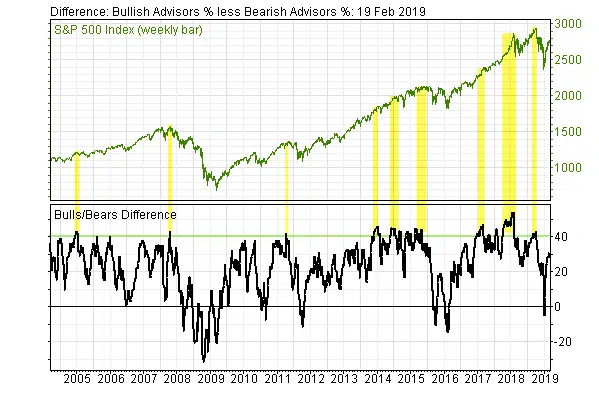 Difference: Bullish Advisors % less Bearish Advisors %: 19 Feb 2019
S&P 500 Index (weekly bar)
3000
2500
2000
1500
1000
Bulls/Bears Difference
40
20
0
-20
2005 2006 2007 2008 2009 2010 2011 2012 2013 2014 2015 2016 2017 2018 2019